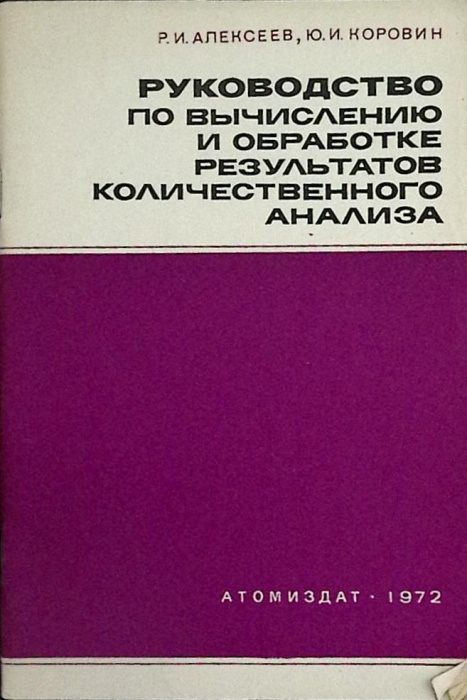 Р.И.АЛЕКСЕЕВ, Ю.И.КОРОВИН
РУКОВОДСТВО
ПО ВЫЧИСЛЕНИЮ
И ОБРАБОТКЕ
РЕЗУЛЬТАТОВ
КОЛИЧЕСТВЕННОГО
АНАЛИЗА
АТОМИЗДАТ · 1972